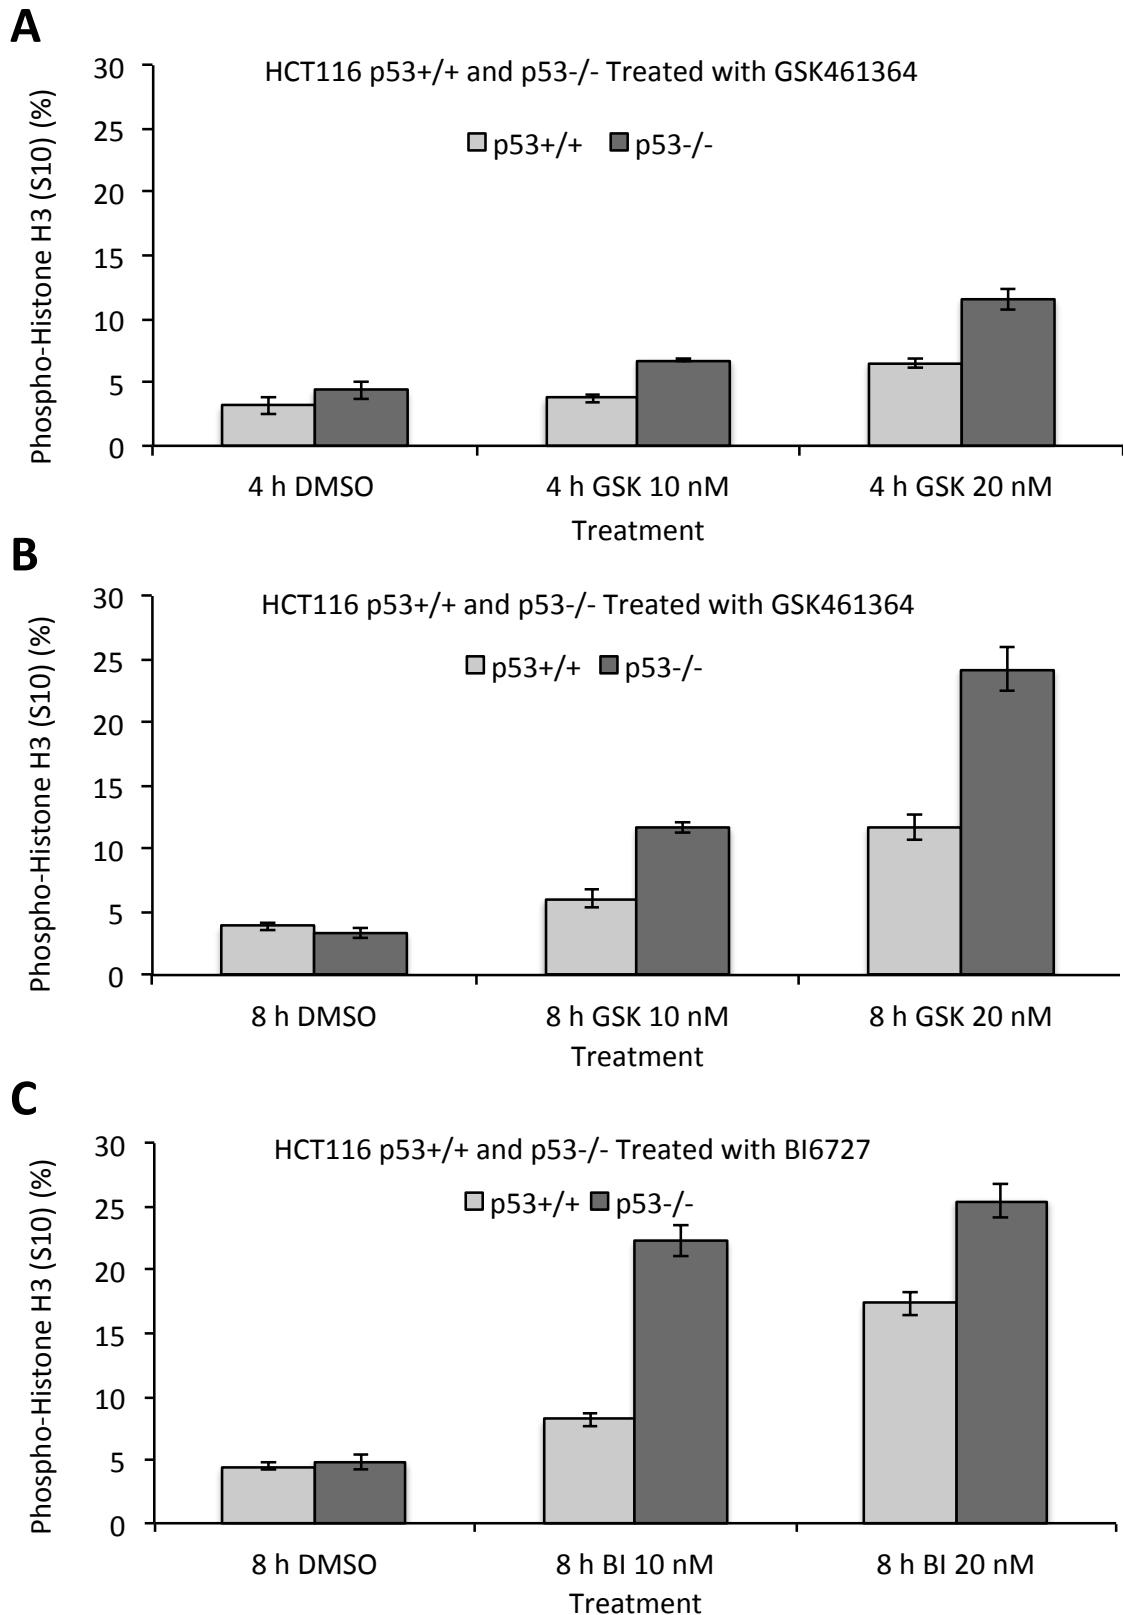 A
HCT116 p53+/+ and p53-/- Treated with GSK461364
p53+/+ p53-/-
Phospho-Histone H3 (S10) (%)
30
25
20
15
10
5
0
4 h DMSO 4 h GSK 10 nM 4 h GSK 20 nM
Treatment
B
HCT116 p53+/+ and p53-/- Treated with GSK461364
p53+/+ p53-/-
Phospho-Histone H3 (S10) (%)
30
25
20
15
10
5
0
8 h DMSO 8 h GSK 10 nM 8 h GSK 20 nM
Treatment
C
HCT116 p53+/+ and p53-/- Treated with BI6727
p53+/+ p53-/-
Phospho-Histone H3 (S10) (%)
30
25
20
15
10
5
0
8 h DMSO 8 h BI 10 nM 8 h BI 20 nM
Treatment